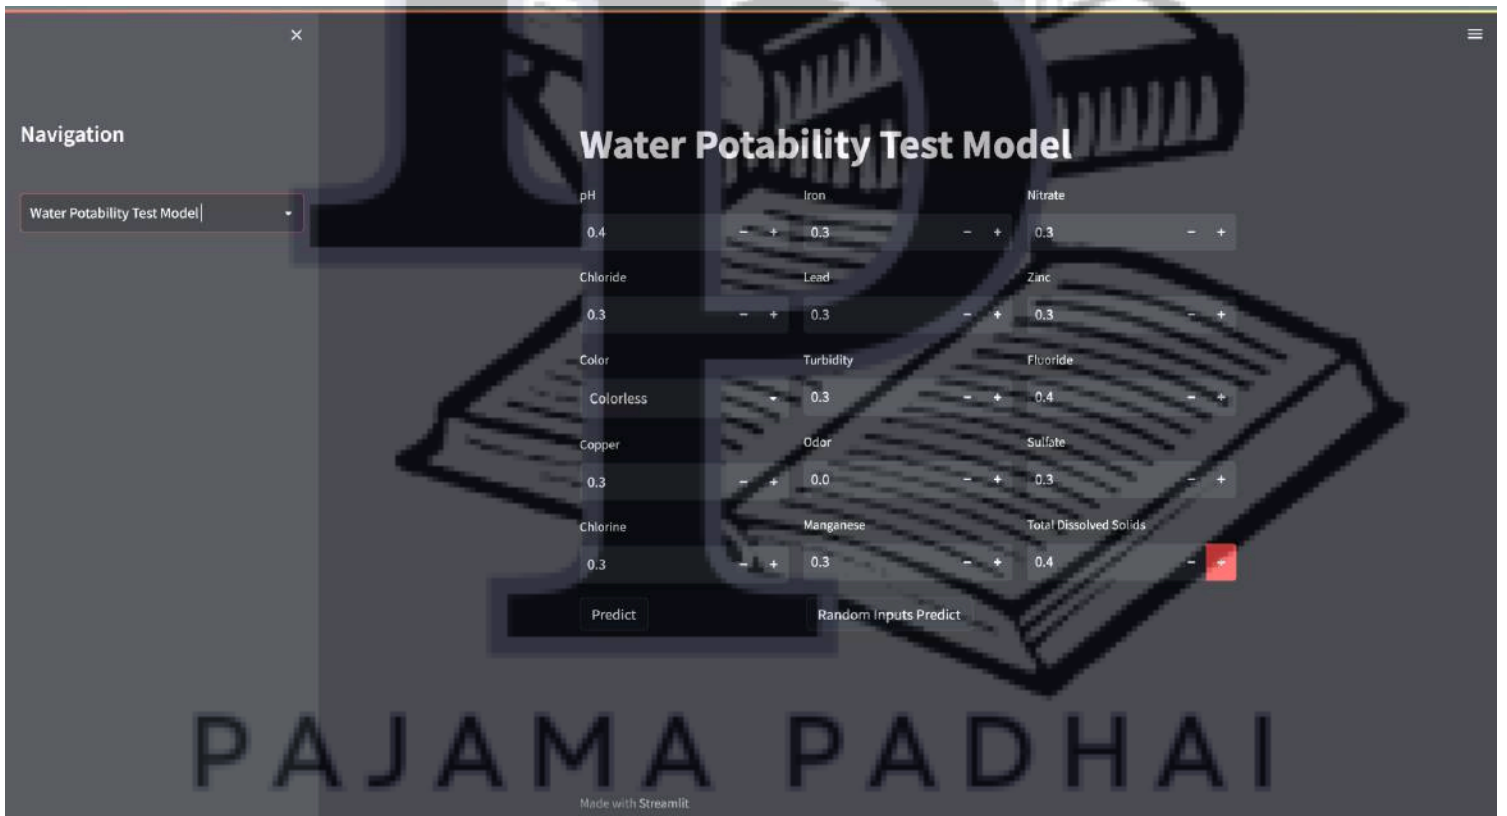 Navigation
Water Potability Test Model
Water Potability Test Model
pH Iron Nitrate
0.4 − + 0.3 − + 0.3 − +
Chloride Lead Zinc
0.3 − + 0.3 − + 0.3 − +
Color Turbidity Fluoride
Colorless 0.3 − + 0.4 − +
Copper Odor Sulfate
0.3 − + 0.0 − + 0.3 − +
Chlorine Manganese Total Dissolved Solids
0.3 − + 0.3 − + 0.4 − +
Predict Random Inputs Predict
PAJAMA PADHAI
Made with Streamlit